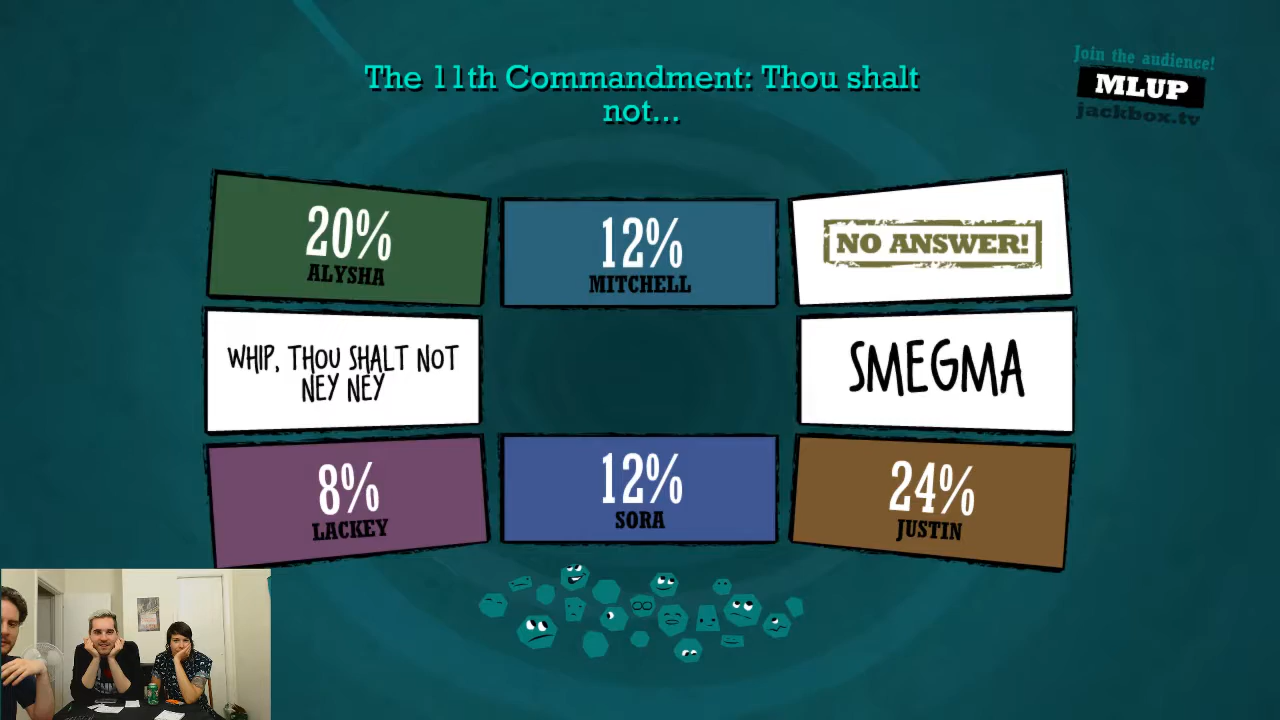 The 11th Commandment: Thou shalt
not...
Join the audience!
MLUP
jackbox.tv
20%
ALYSHA
12%
MITCHELL
NO ANSWER!
WHIP, THOU SHALT NOT
NEY NEY
SMEGMA
8%
LACKEY
12%
SORA
24%
JUSTIN